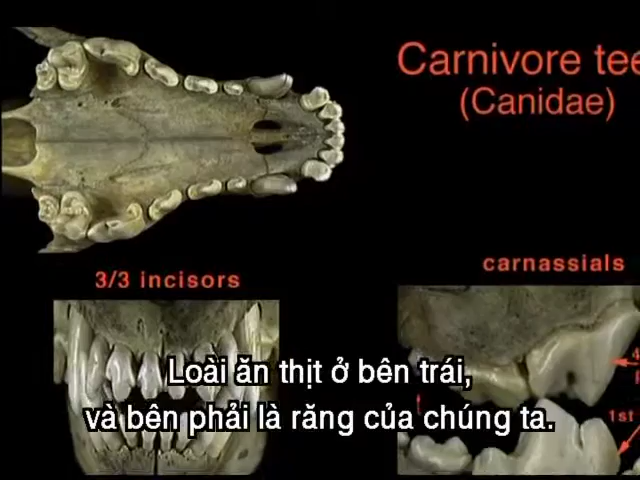 Carnivore tee
(Canidae)
3/3 incisors
carnassials
4
1st
Loài ăn thịt ở bên trái,
và bên phải là răng của chúng ta.